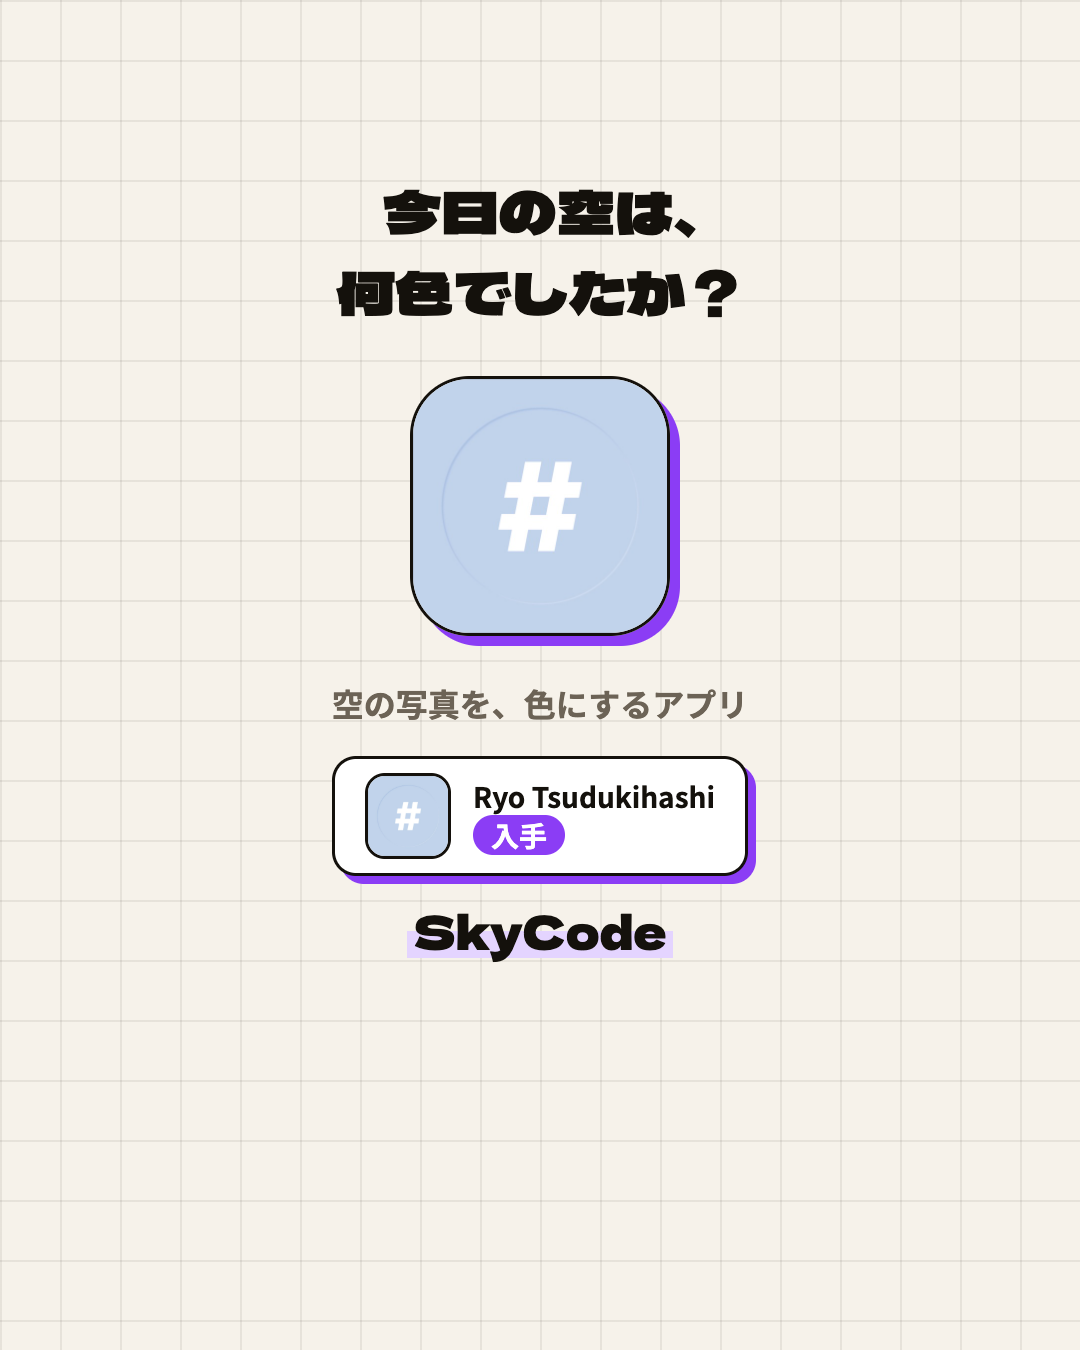 今日の空は、
何色でしたか？
#
空の写真を、色にするアプリ
#
Ryo Tsudukihashi
入手
SkyCode